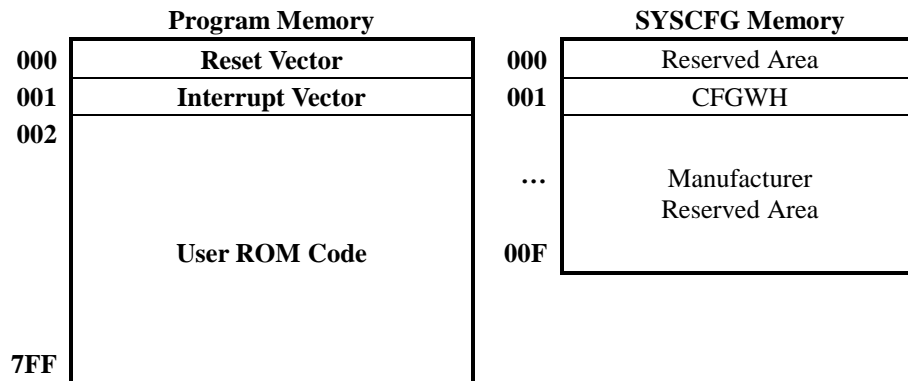 Program Memory
000 Reset Vector
001 Interrupt Vector
002
User ROM Code
7FF
SYSCFG Memory
000 Reserved Area
001 CFGWH
… Manufacturer
Reserved Area
00F